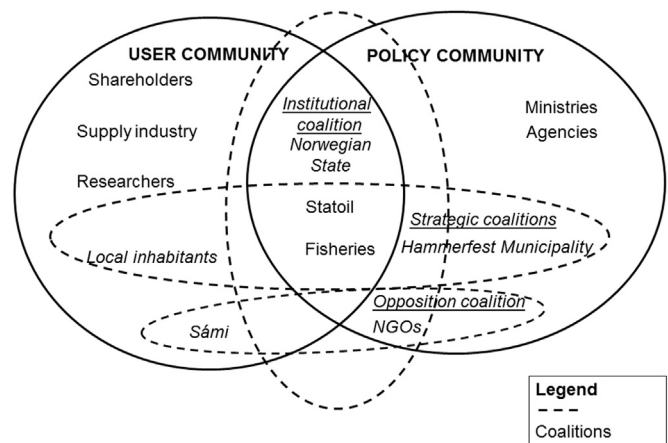 USER COMMUNITY
POLICY COMMUNITY
Shareholders
Supply industry
Researchers
Local inhabitants
Sámi
Institutional
coalition
Norwegian
State
Statoil
Fisheries
Ministries
Agencies
Strategic coalitions
Hammerfest Municipality
Opposition coalition
NGOs
Legend
Coalitions